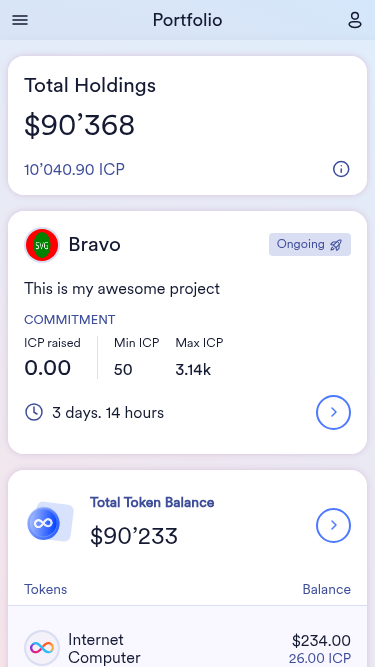 Portfolio
Total Holdings
$90’368
10’040.90 ICP
SVG
Bravo
Ongoing
This is my awesome project
COMMITMENT
ICP raised Min ICP Max ICP
0.00 50 3.14k
3 days. 14 hours
Total Token Balance
$90’233
Tokens Balance
Internet $234.00
Computer 26.00 ICP